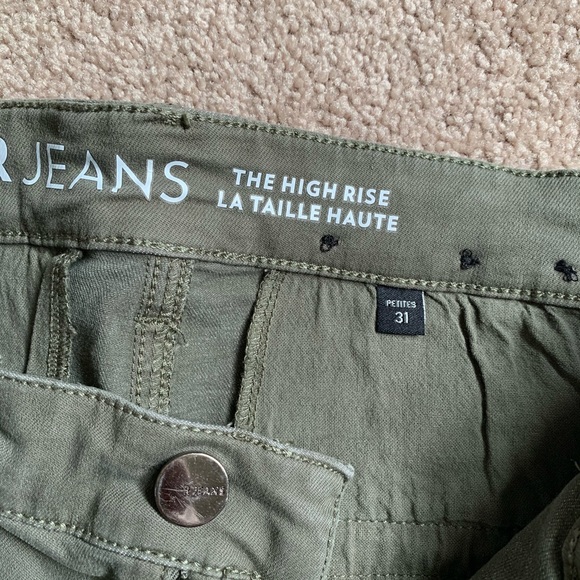 R JEANS
THE HIGH RISE
LA TAILLE HAUTE
PETITES
31